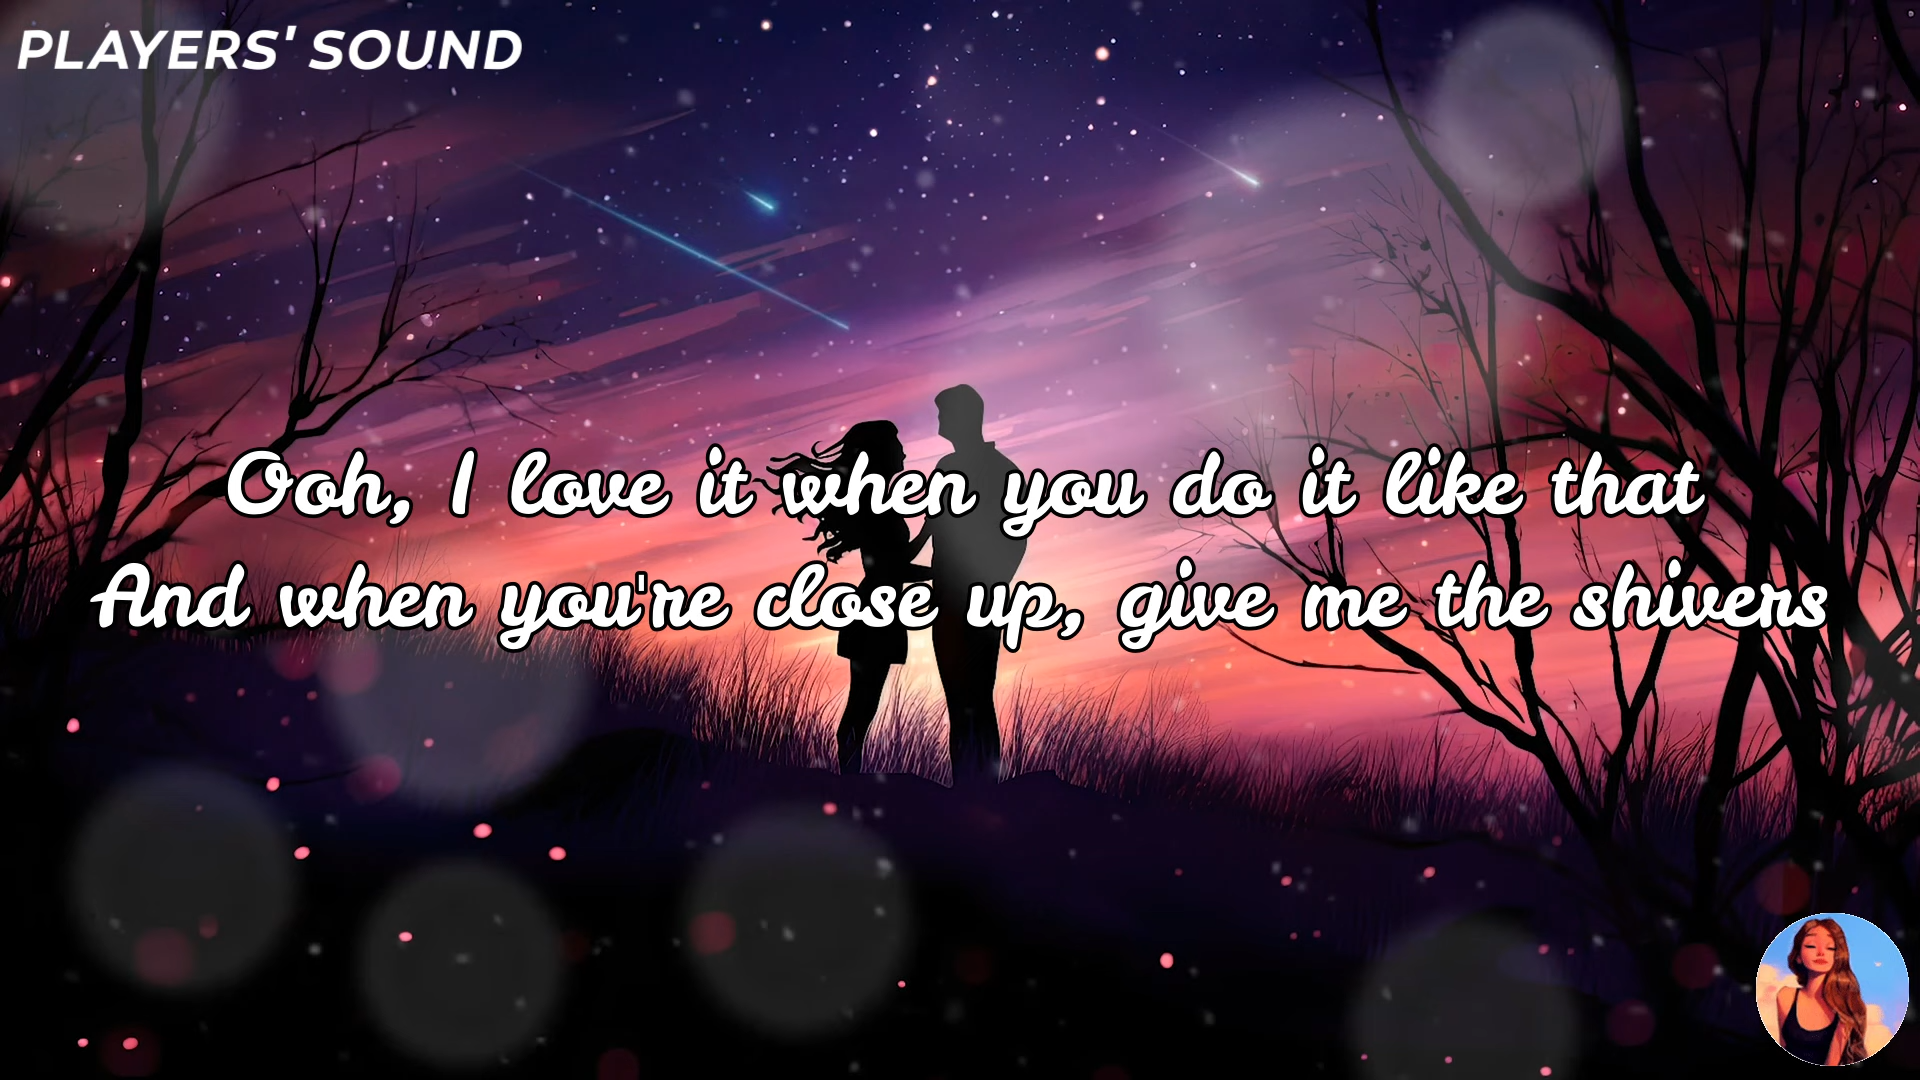 PLAYERS' SOUND
Ooh, I love it when you do it like that
And when you're close up, give me the shivers